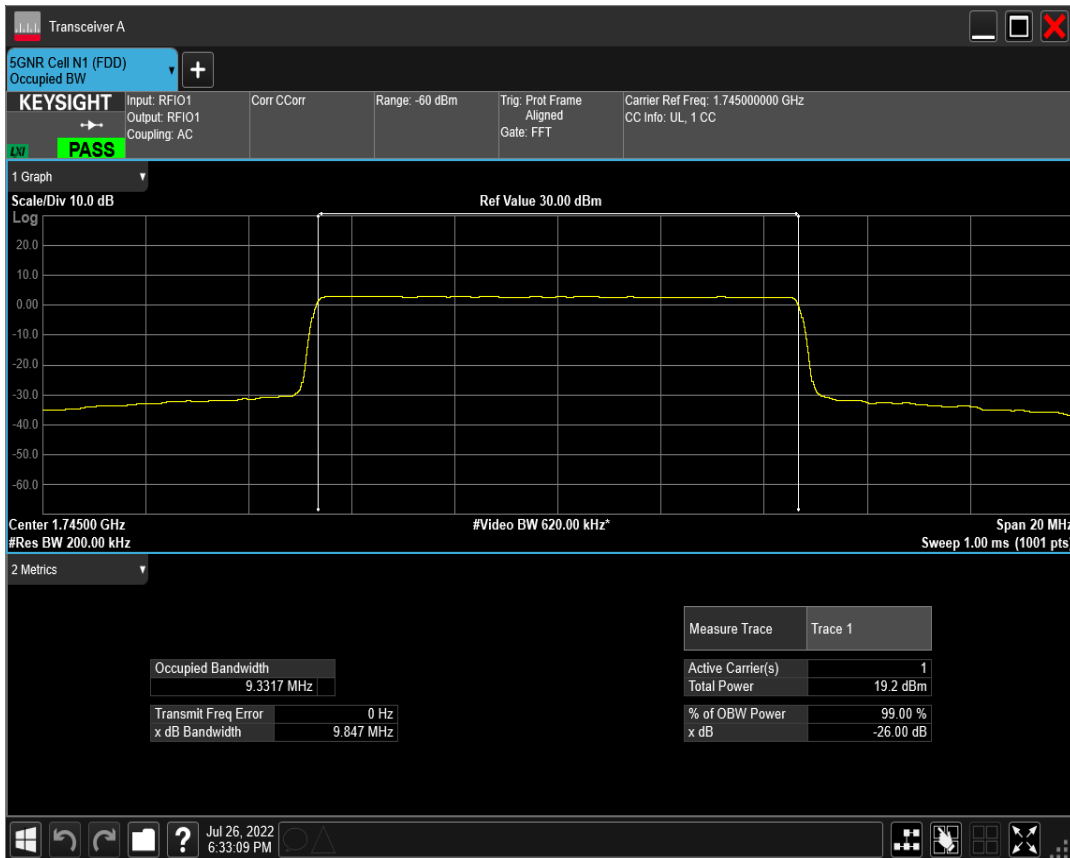 Transceiver A
5GNR Cell N1 (FDD)
Occupied BW
+
KEYSIGHT
LXI
PASS
Input: RFIO1
Output: RFIO1
Coupling: AC
Corr CCorr
Range: -60 dBm
Trig: Prot Frame
Aligned
Gate: FFT
Carrier Ref Freq: 1.745000000 GHz
CC Info: UL, 1 CC
1 Graph
Scale/Div 10.0 dB
Ref Value 30.00 dBm
Log
20.0
10.0
0.00
-10.0
-20.0
-30.0
-40.0
-50.0
-60.0
Center 1.74500 GHz
#Video BW 620.00 kHz*
Span 20 MHz
#Res BW 200.00 kHz
Sweep 1.00 ms (1001 pts)
2 Metrics
Measure Trace Trace 1
Occupied Bandwidth
9.3317 MHz
Transmit Freq Error 0 Hz
x dB Bandwidth 9.847 MHz
Active Carrier(s) 1
Total Power 19.2 dBm
% of OBW Power 99.00 %
x dB -26.00 dB
?
Jul 26, 2022
6:33:09 PM